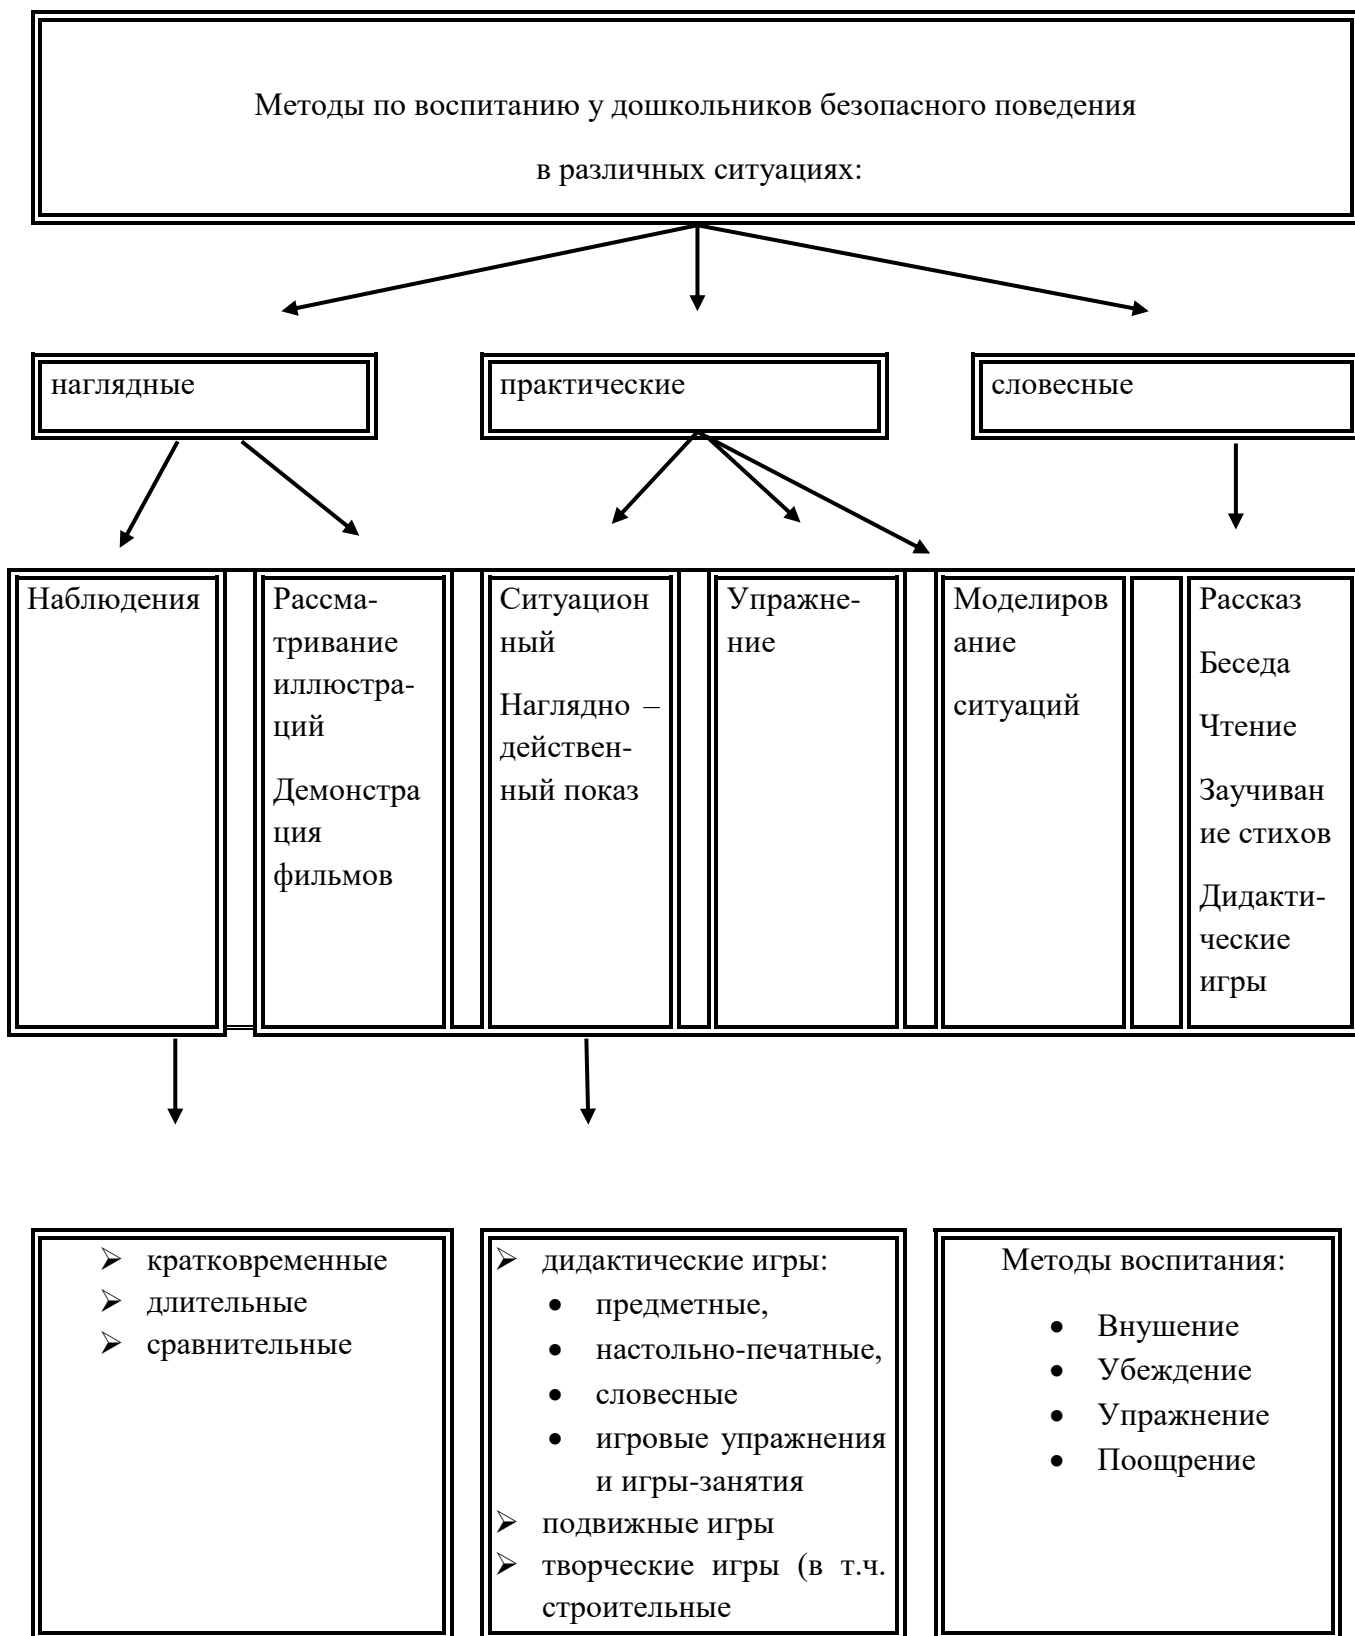 Методы по воспитанию у дошкольников безопасного поведения
в различных ситуациях:
наглядные
практические
словесные
Наблюдения
Рассма-
тривание
иллюстра-
ций
Демонстра
ция
фильмов
Ситуацион
ный
Наглядно –
действен-
ный показ
Упражне-
ние
Моделиров
ание
ситуаций
Рассказ
Беседа
Чтение
Заучиван
ие стихов
Дидакти-
ческие
игры
кратковременные
длительные
сравнительные
дидактические игры:
предметные,
настольно-печатные,
словесные
игровые упражнения
и игры-занятия
подвижные игры
творческие игры (в т.ч.
строительные
Методы воспитания:
Внушение
Убеждение
Упражнение
Поощрение